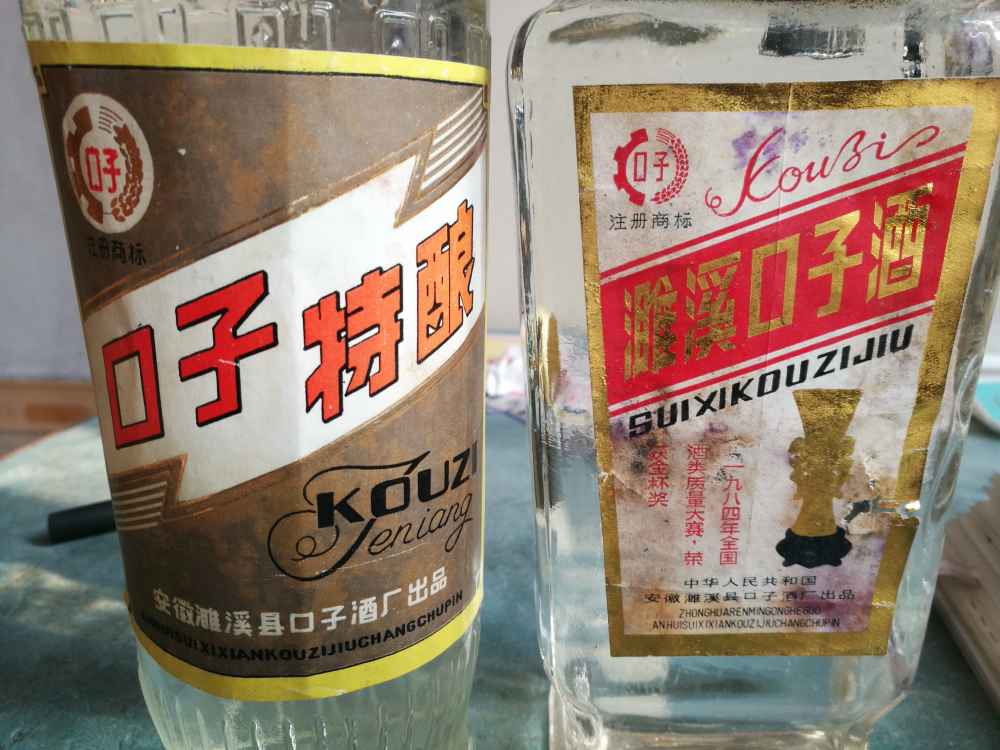 口子
注册商标
口子特酿
KOUZI
Teniang
安徽濉溪县口子酒厂出品
ANHUISUIXIXIANKOUZIJIUCHANGCHUPIN
口子
注册商标
KouZi
濉溪口子酒
SUIXIKOUZIJIU
一九八四年全国
酒类质量大赛·荣
获金杯奖
中华人民共和国
安徽濉溪县口子酒厂出品
ZHONGHUARENMINGONGHEGUO
ANHUISUIXIXIANKOUZIJIUCHANGCHUPIN